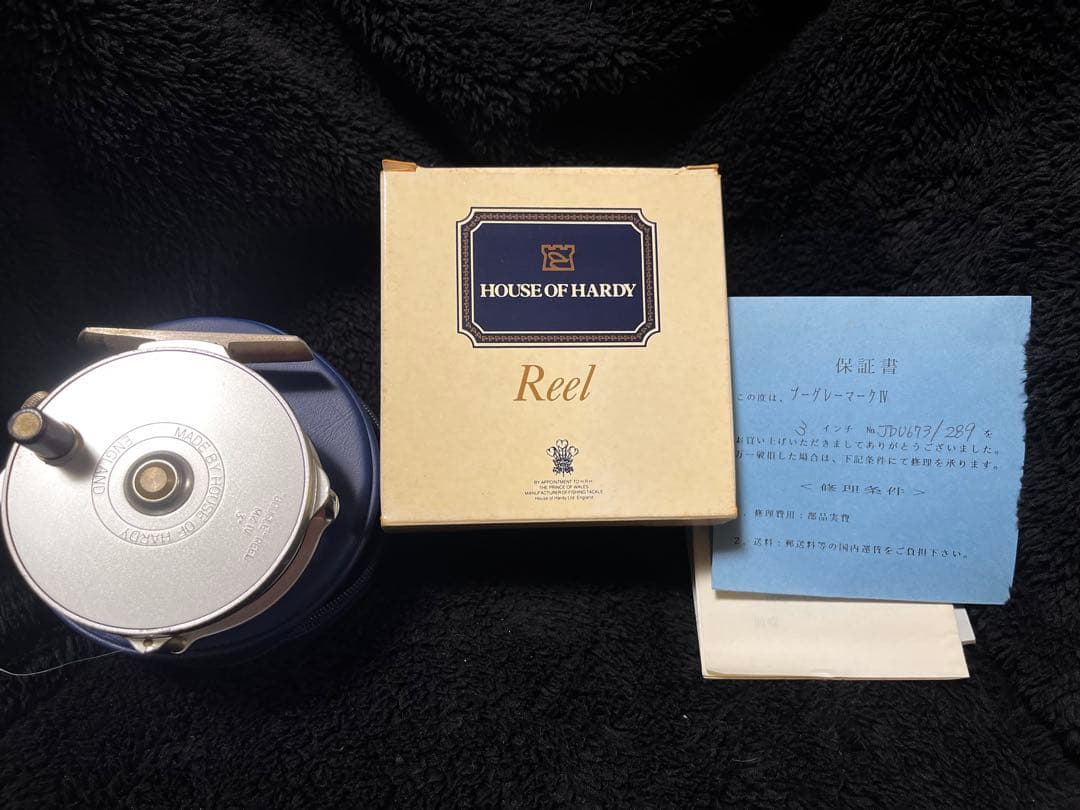 MADE BY HOUSE OF HARDY
ENGLAND
MK IV
3"
HOUSE OF HARDY
Reel
BY APPOINTMENT TO H.R.H.
THE PRINCE OF WALES
MANUFACTURER OF FISHING TACKLE
House of Hardy Ltd England
保証書
この度は、ブーグレーマークⅣ
3 インチ № JDU673/289 を
お買い上げいただきましてありがとうございました。
万一破損した場合は、下記条件にて修理を承ります。
<修理条件>
修理費用:部品実費
2. 送料:郵送料等の国内運賃をご負担下さい。